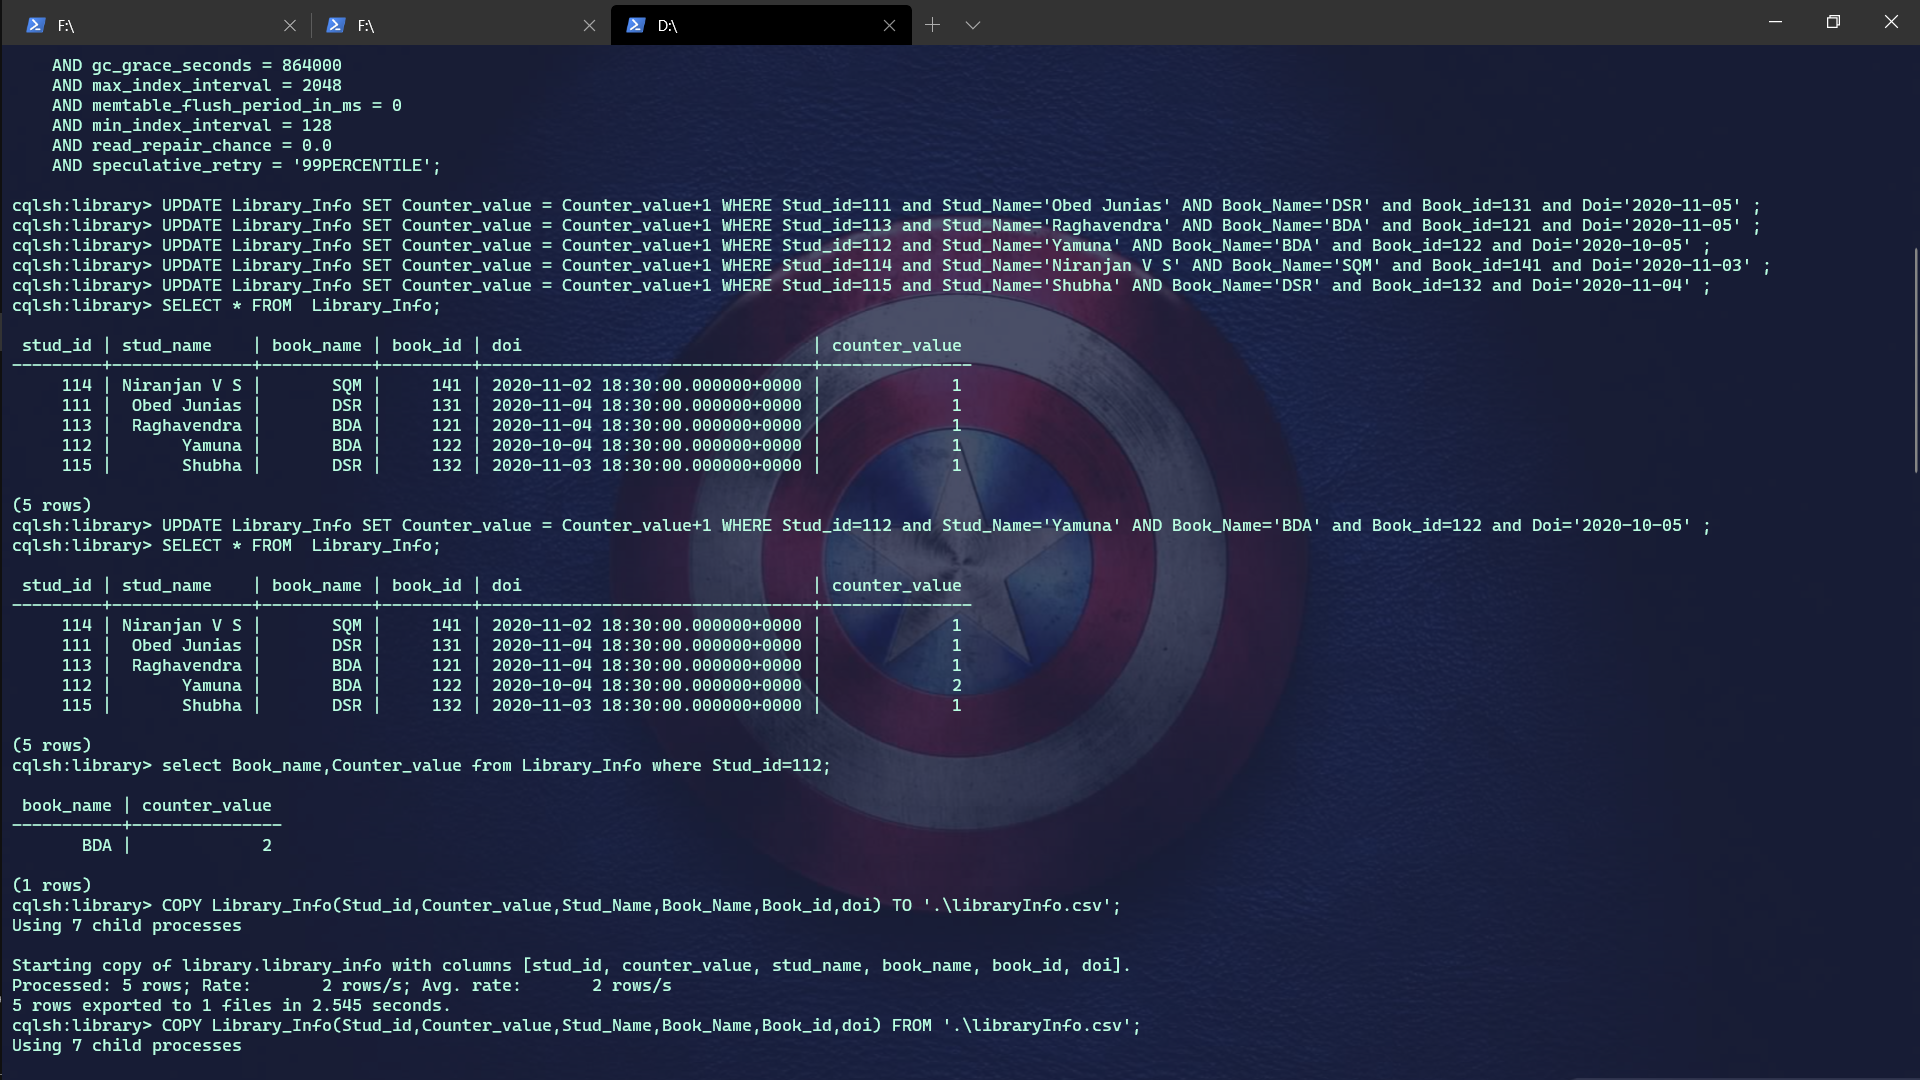 F:\
F:\
D:\
    AND gc_grace_seconds = 864000
    AND max_index_interval = 2048
    AND memtable_flush_period_in_ms = 0
    AND min_index_interval = 128
    AND read_repair_chance = 0.0
    AND speculative_retry = '99PERCENTILE';
cqlsh:library> UPDATE Library_Info SET Counter_value = Counter_value+1 WHERE Stud_id=111 and Stud_Name='Obed Junias' AND Book_Name='DSR' and Book_id=131 and Doi='2020-11-05' ;
cqlsh:library> UPDATE Library_Info SET Counter_value = Counter_value+1 WHERE Stud_id=113 and Stud_Name='Raghavendra' AND Book_Name='BDA' and Book_id=121 and Doi='2020-11-05' ;
cqlsh:library> UPDATE Library_Info SET Counter_value = Counter_value+1 WHERE Stud_id=112 and Stud_Name='Yamuna' AND Book_Name='BDA' and Book_id=122 and Doi='2020-10-05' ;
cqlsh:library> UPDATE Library_Info SET Counter_value = Counter_value+1 WHERE Stud_id=114 and Stud_Name='Niranjan V S' AND Book_Name='SQM' and Book_id=141 and Doi='2020-11-03' ;
cqlsh:library> UPDATE Library_Info SET Counter_value = Counter_value+1 WHERE Stud_id=115 and Stud_Name='Shubha' AND Book_Name='DSR' and Book_id=132 and Doi='2020-11-04' ;
cqlsh:library> SELECT * FROM  Library_Info;
 stud_id | stud_name    | book_name | book_id | doi                             | counter_value
---------+--------------+-----------+---------+---------------------------------+---------------
     114 | Niranjan V S |       SQM |     141 | 2020-11-02 18:30:00.000000+0000 |             1
     111 |  Obed Junias |       DSR |     131 | 2020-11-04 18:30:00.000000+0000 |             1
     113 |  Raghavendra |       BDA |     121 | 2020-11-04 18:30:00.000000+0000 |             1
     112 |       Yamuna |       BDA |     122 | 2020-10-04 18:30:00.000000+0000 |             1
     115 |       Shubha |       DSR |     132 | 2020-11-03 18:30:00.000000+0000 |             1
(5 rows)
cqlsh:library> UPDATE Library_Info SET Counter_value = Counter_value+1 WHERE Stud_id=112 and Stud_Name='Yamuna' AND Book_Name='BDA' and Book_id=122 and Doi='2020-10-05' ;
cqlsh:library> SELECT * FROM  Library_Info;
 stud_id | stud_name    | book_name | book_id | doi                             | counter_value
---------+--------------+-----------+---------+---------------------------------+---------------
     114 | Niranjan V S |       SQM |     141 | 2020-11-02 18:30:00.000000+0000 |             1
     111 |  Obed Junias |       DSR |     131 | 2020-11-04 18:30:00.000000+0000 |             1
     113 |  Raghavendra |       BDA |     121 | 2020-11-04 18:30:00.000000+0000 |             1
     112 |       Yamuna |       BDA |     122 | 2020-10-04 18:30:00.000000+0000 |             2
     115 |       Shubha |       DSR |     132 | 2020-11-03 18:30:00.000000+0000 |             1
(5 rows)
cqlsh:library> select Book_name,Counter_value from Library_Info where Stud_id=112;
 book_name | counter_value
-----------+---------------
       BDA |             2
(1 rows)
cqlsh:library> COPY Library_Info(Stud_id,Counter_value,Stud_Name,Book_Name,Book_id,doi) TO '.\libraryInfo.csv';
Using 7 child processes
Starting copy of library.library_info with columns [stud_id, counter_value, stud_name, book_name, book_id, doi].
Processed: 5 rows; Rate:       2 rows/s; Avg. rate:       2 rows/s
5 rows exported to 1 files in 2.545 seconds.
cqlsh:library> COPY Library_Info(Stud_id,Counter_value,Stud_Name,Book_Name,Book_id,doi) FROM '.\libraryInfo.csv';
Using 7 child processes